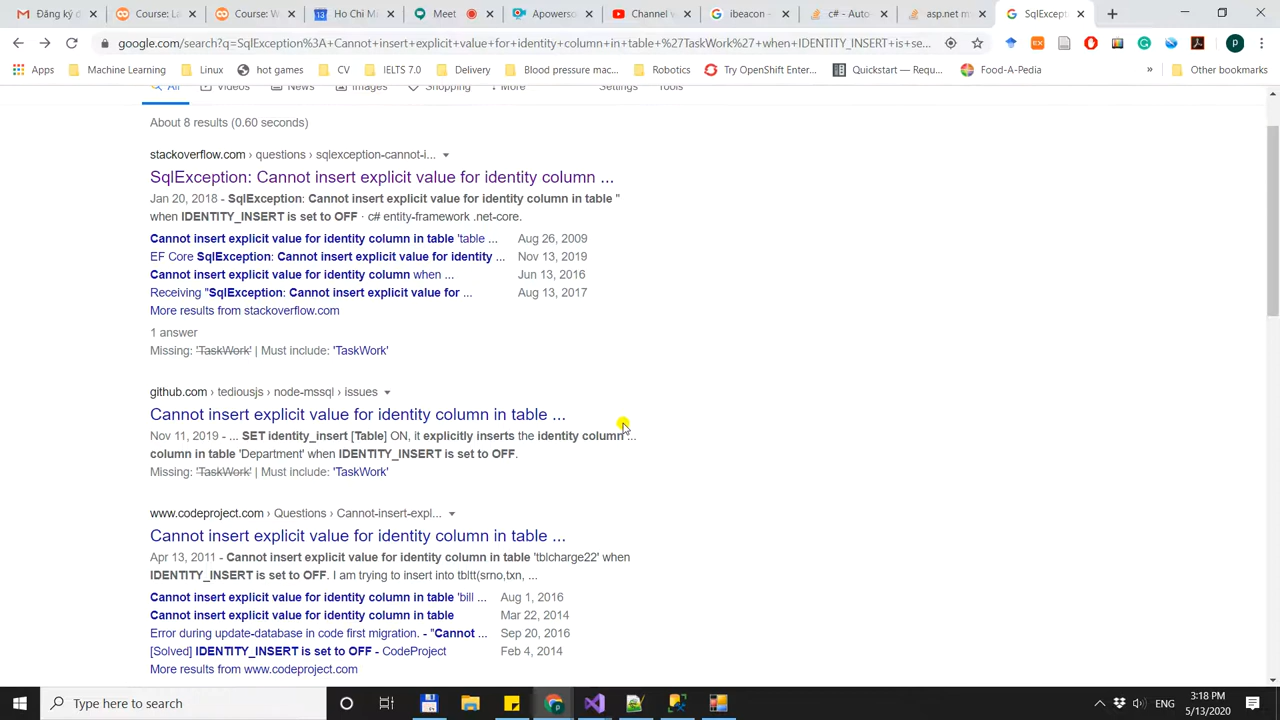 Đăng ký d
Course: La
Course: We
Ho Chi M
Meet
Apowerso
Channel v
ibeacon -
c# - Auto-
asp.net m
SqlExcept
google.com/search?q=SqlException%3A+Cannot+insert+explicit+value+for+identity+column+in+table+%27TaskWork%27+when+IDENTITY_INSERT+is+se...
Apps
Machine Learning
Linux
hot games
CV
IELTS 7.0
Delivery
Blood pressure mac...
Robotics
Try OpenShift Enter...
Quickstart — Requ...
Food-A-Pedia
»
Other bookmarks
All
Videos
News
Images
Shopping
More
Settings
Tools
About 8 results (0.60 seconds)
stackoverflow.com › questions › sqlexception-cannot-i...
SqlException: Cannot insert explicit value for identity column ...
Jan 20, 2018 - SqlException: Cannot insert explicit value for identity column in table "
when IDENTITY_INSERT is set to OFF · c# entity-framework .net-core.
Cannot insert explicit value for identity column in table 'table ... Aug 26, 2009
EF Core SqlException: Cannot insert explicit value for identity ... Nov 13, 2019
Cannot insert explicit value for identity column when ... Jun 13, 2016
Receiving "SqlException: Cannot insert explicit value for ... Aug 13, 2017
More results from stackoverflow.com
1 answer
Missing: 'TaskWork' | Must include: 'TaskWork'
github.com › tediousjs › node-mssql › issues
Cannot insert explicit value for identity column in table ...
Nov 11, 2019 - ... SET identity_insert [Table] ON, it explicitly inserts the identity column ...
column in table 'Department' when IDENTITY_INSERT is set to OFF.
Missing: 'TaskWork' | Must include: 'TaskWork'
www.codeproject.com › Questions › Cannot-insert-expl...
Cannot insert explicit value for identity column in table ...
Apr 13, 2011 - Cannot insert explicit value for identity column in table 'tblcharge22' when
IDENTITY_INSERT is set to OFF. I am trying to insert into tbltt(srno,txn, ...
Cannot insert explicit value for identity column in table 'bill ... Aug 1, 2016
Cannot insert explicit value for identity column in table Mar 22, 2014
Error during update-database in code first migration. - "Cannot ... Sep 20, 2016
[Solved] IDENTITY_INSERT is set to OFF - CodeProject Feb 4, 2014
More results from www.codeproject.com
Type here to search
ENG
3:18 PM
5/13/2020